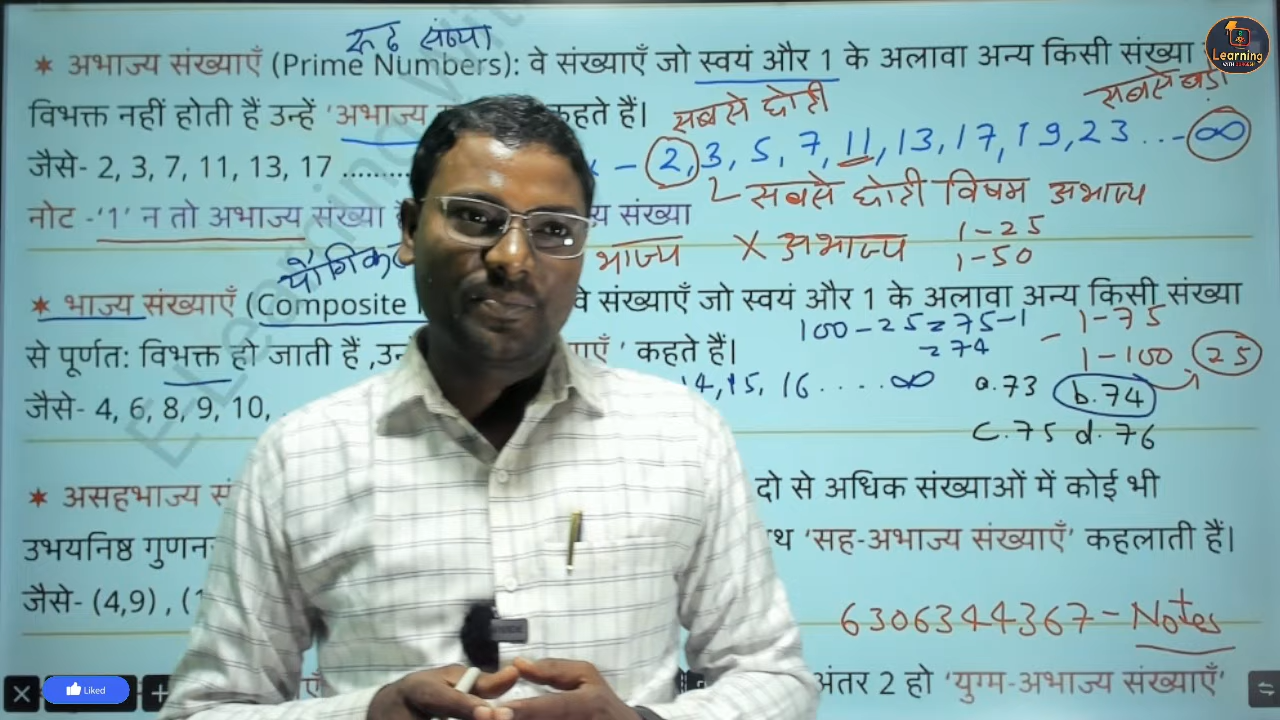 रूढ़ संख्या
✶ अभाज्य संख्याएँ (Prime Numbers): वे संख्याएँ जो स्वयं और 1 के अलावा अन्य किसी संख्या
विभक्त नहीं होती हैं उन्हें 'अभाज्य कहते हैं।
सबसे छोटी सबसे बड़ी
जैसे- 2, 3, 7, 11, 13, 17 ......... - 2, 3, 5, 7, 11, 13, 17, 19, 23 ... - ∞
सबसे छोटी विषम अभाज्य
नोट -'1' न तो अभाज्य संख्या संख्या
भाज्य X अभाज्य 1-25
1-50
यौगिक
✶ भाज्य संख्याएँ (Composite वे संख्याएँ जो स्वयं और 1 के अलावा अन्य किसी संख्या
100-25=75-1 - 1-75
=74 1-100 25
से पूर्णत: विभक्त हो जाती हैं ,उन ' कहते हैं।
जैसे- 4, 6, 8, 9, 10, 14, 15, 16 .... ∞ a.73 b.74
c.75 d.76
✶ असहभाज्य दो से अधिक संख्याओं में कोई भी
उभयनिष्ठ 'सह-अभाज्य संख्याएँ' कहलाती हैं।
जैसे- (4,9) , (1
6306344367-Notes
अंतर 2 हो 'युग्म-अभाज्य संख्याएँ'
Liked
Learning